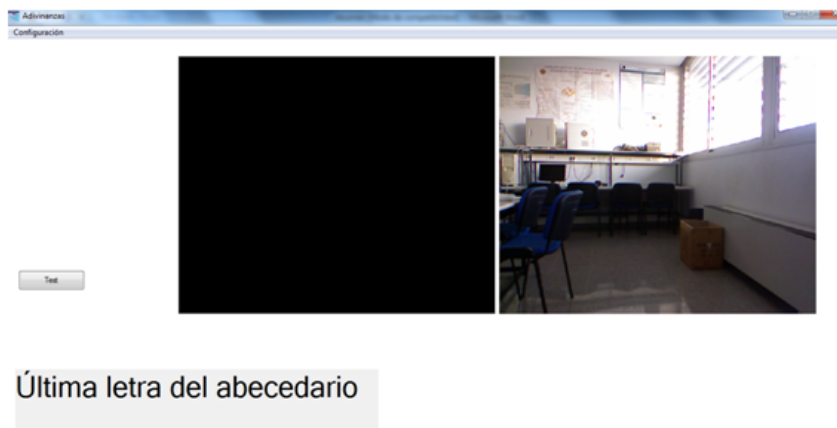 Adivinanzas
Configuración
Test
Última letra del abecedario